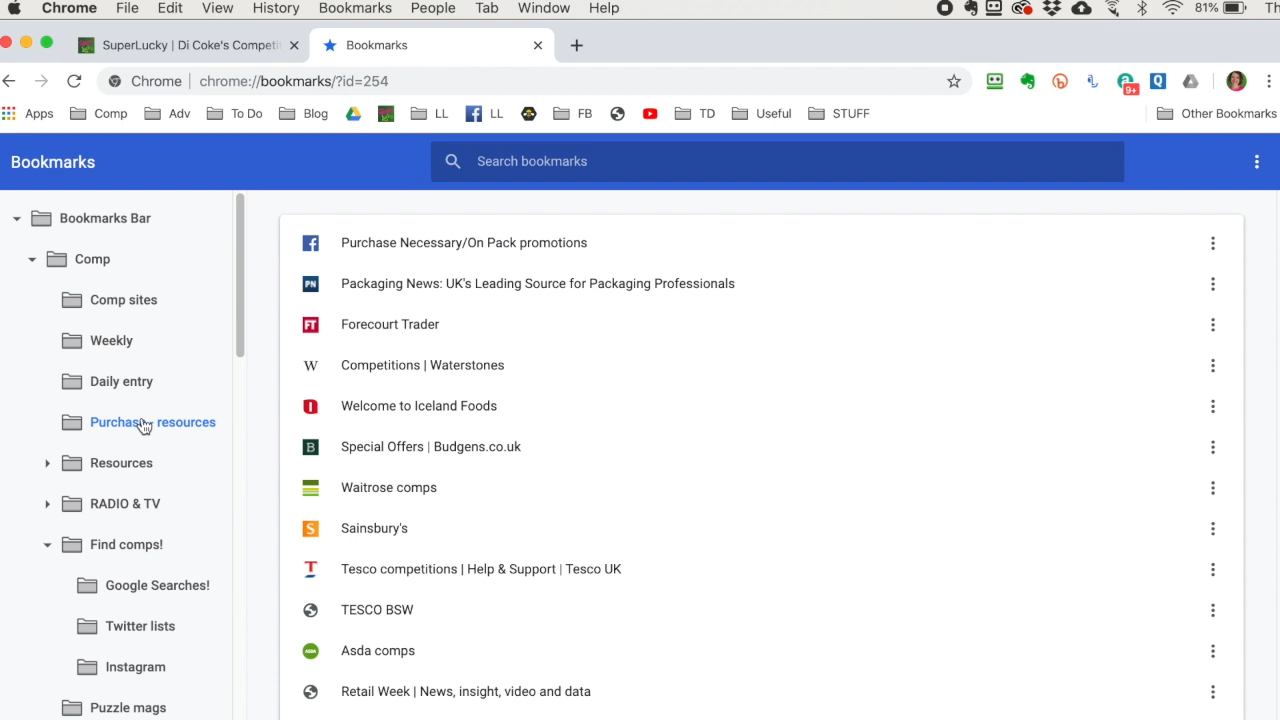 Chrome File Edit View History Bookmarks People Tab Window Help 81% Th
SuperLucky | Di Coke's Competi Bookmarks
Chrome chrome://bookmarks/?id=254 9+
Apps Comp Adv To Do Blog LL LL FB TD Useful STUFF Other Bookmarks
Bookmarks Search bookmarks
Bookmarks Bar
Comp
Comp sites
Weekly
Daily entry
resources
Resources
RADIO & TV
Find comps!
Google Searches!
Twitter lists
Instagram
Puzzle mags
Purchase Necessary/On Pack promotions
PN Packaging News: UK's Leading Source for Packaging Professionals
FT Forecourt Trader
W Competitions | Waterstones
Welcome to Iceland Foods
B Special Offers | Budgens.co.uk
Waitrose comps
S Sainsbury's
T Tesco competitions | Help & Support | Tesco UK
TESCO BSW
ASDA Asda comps
Retail Week | News, insight, video and data